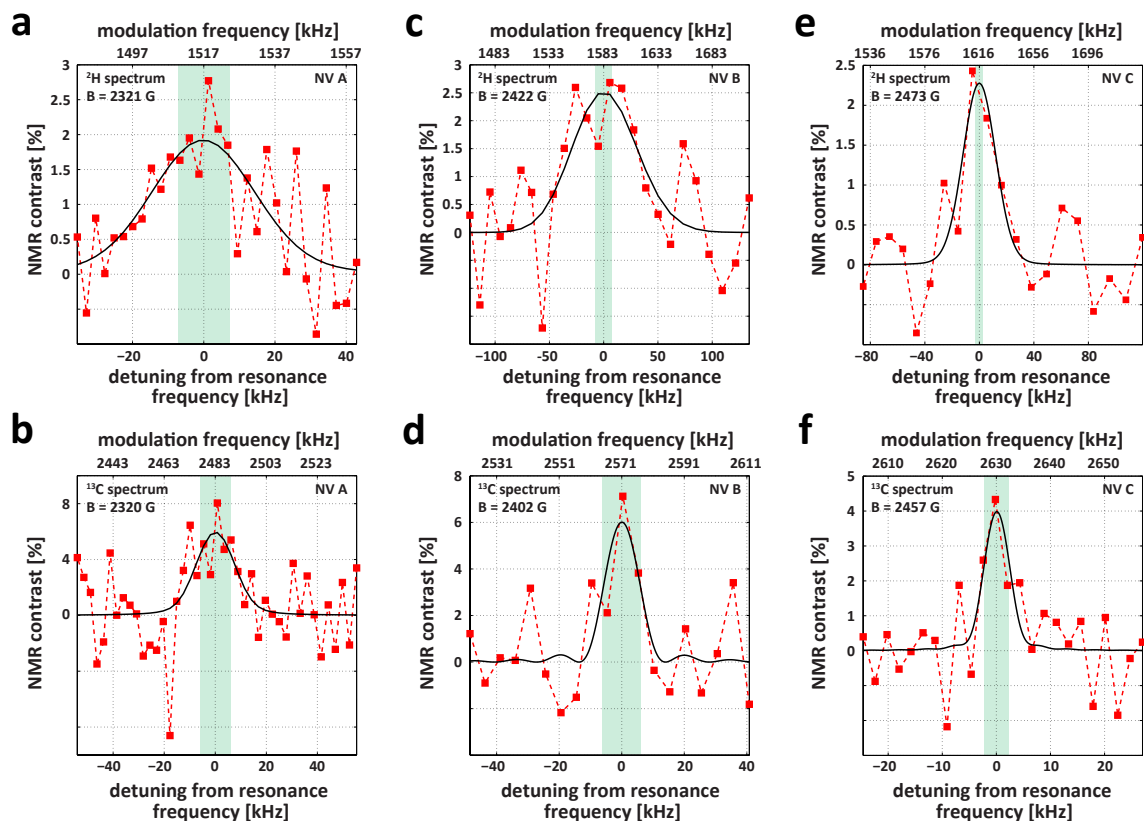 a
modulation frequency [kHz]
1497 1517 1537 1557
²H spectrum
B = 2321 G
NV A
NMR contrast [%]
3
2.5
2
1.5
1
0.5
0
−20 0 20 40
detuning from resonance
frequency [kHz]
c
modulation frequency [kHz]
1483 1533 1583 1633 1683
²H spectrum
B = 2422 G
NV B
NMR contrast [%]
3
2.5
2
1.5
1
0.5
0
−100 -50 0 50 100
detuning from resonance
frequency [kHz]
e
modulation frequency [kHz]
1536 1576 1616 1656 1696
²H spectrum
B = 2473 G
NV C
NMR contrast [%]
2.5
2
1.5
1
0.5
0
-80 −40 0 40 80
detuning from resonance
frequency [kHz]
b
modulation frequency [kHz]
2443 2463 2483 2503 2523
¹³C spectrum
B = 2320 G
NV A
NMR contrast [%]
8
6
4
2
0
−40 −20 0 20 40
detuning from resonance
frequency [kHz]
d
modulation frequency [kHz]
2531 2551 2571 2591 2611
¹³C spectrum
B = 2402 G
NV B
NMR contrast [%]
8
6
4
2
0
−40 −20 0 20 40
detuning from resonance
frequency [kHz]
f
modulation frequency [kHz]
2610 2620 2630 2640 2650
¹³C spectrum
B = 2457 G
NV C
NMR contrast [%]
5
4
3
2
1
0
−20 −10 0 10 20
detuning from resonance
frequency [kHz]